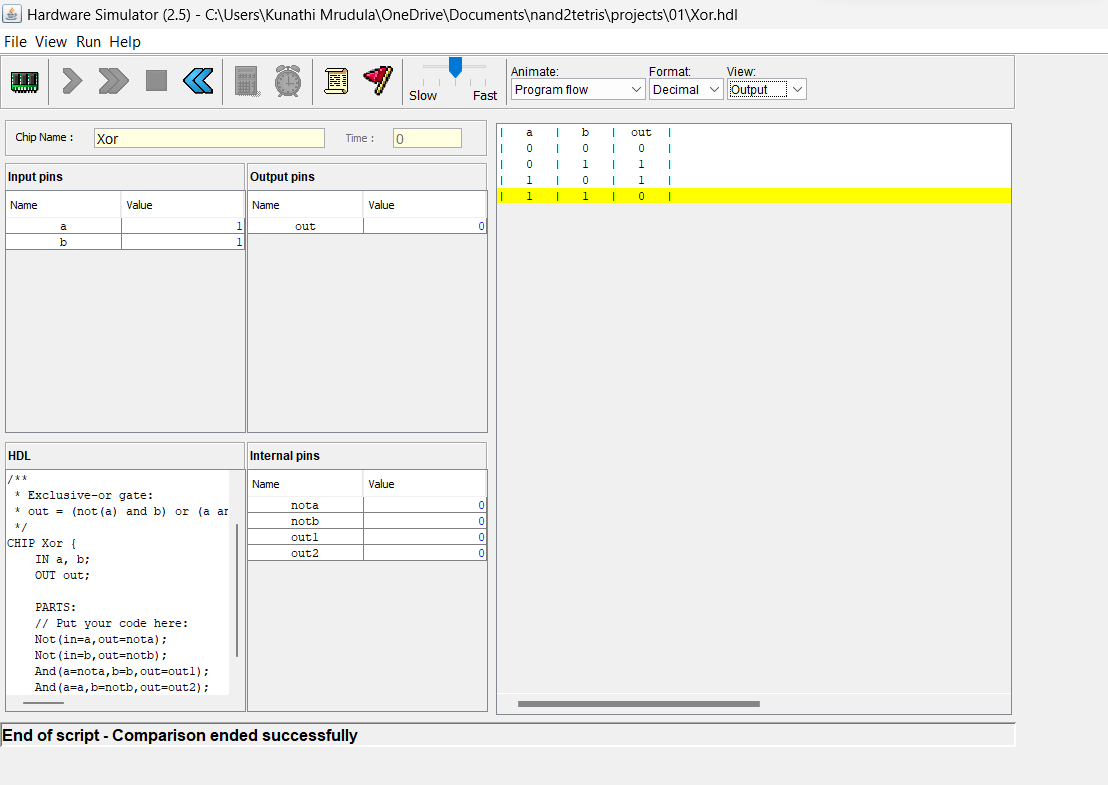 Hardware Simulator (2.5) - C:\Users\Kunathi Mrudula\OneDrive\Documents\nand2tetris\projects\01\Xor.hdl
File View Run Help
Slow Fast
Animate: Format: View:
Program flow Decimal Output
Chip Name : Xor Time : 0
Input pins
Name Value
a 1
b 1
Output pins
Name Value
out 0
| a | b | out |
| 0 | 0 | 0 |
| 0 | 1 | 1 |
| 1 | 0 | 1 |
| 1 | 1 | 0 |
HDL
/**
* Exclusive-or gate:
* out = (not(a) and b) or (a ar
*/
CHIP Xor {
IN a, b;
OUT out;
PARTS:
// Put your code here:
Not(in=a,out=nota);
Not(in=b,out=notb);
And(a=nota,b=b,out=out1);
And(a=a,b=notb,out=out2);
Internal pins
Name Value
nota 0
notb 0
out1 0
out2 0
End of script - Comparison ended successfully